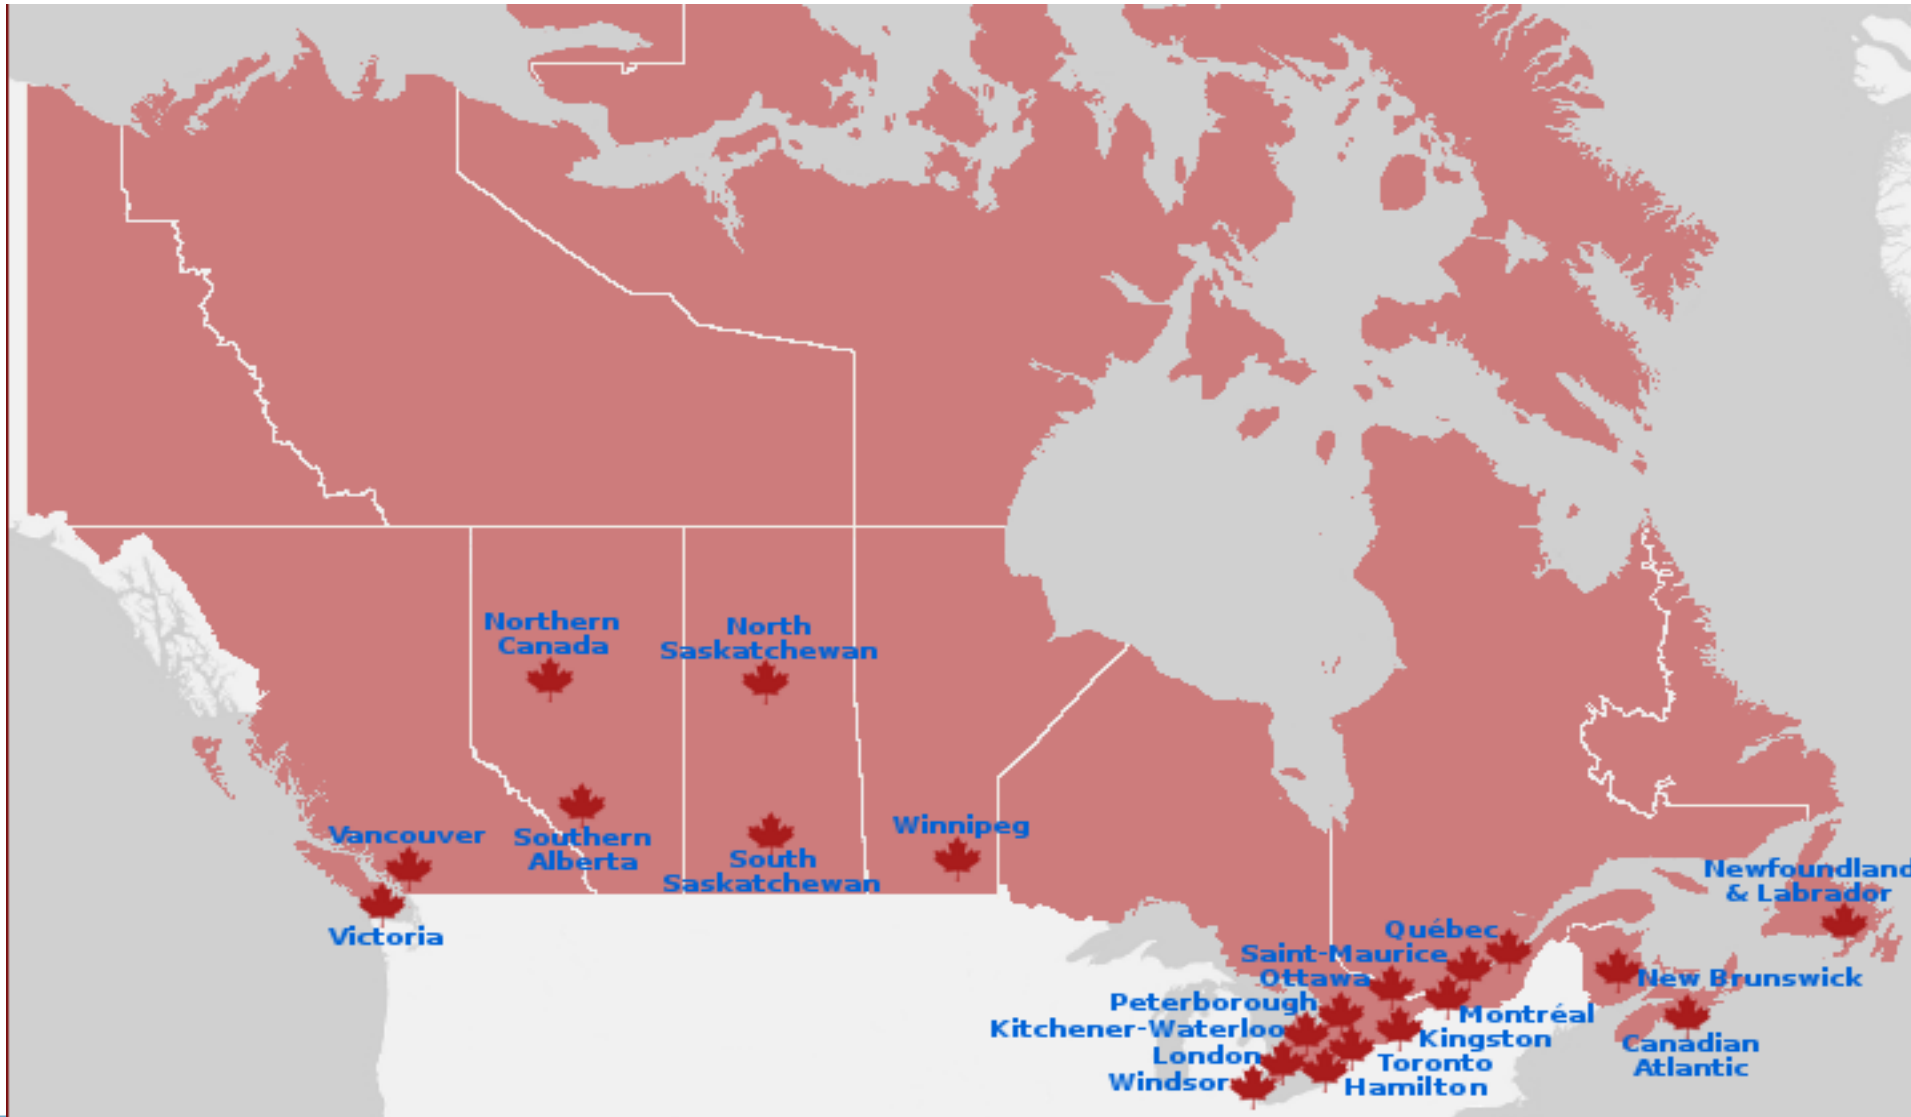 Northern
Canada
North
Saskatchewan
Vancouver
Southern
Alberta
Winnipeg
South
Saskatchewan
Victoria
Newfoundland
& Labrador
Québec
Saint-Maurice
Ottawa
New Brunswick
Peterborough
Montréal
Kitchener-Waterloo
Kingston
Canadian
Atlantic
London
Toronto
Windsor
Hamilton